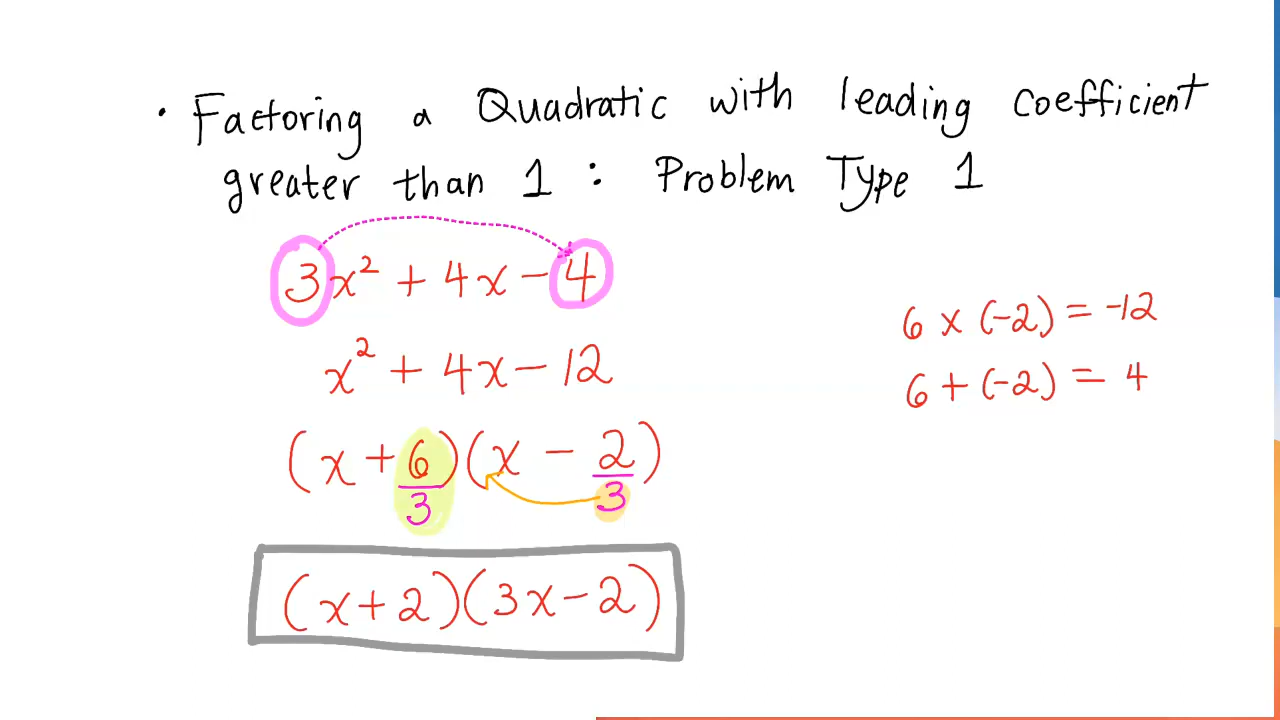 • Factoring a Quadratic with leading coefficient
greater than 1 : Problem Type 1
3x² + 4x - 4
6 × (-2) = -12
x² + 4x - 12
6 + (-2) = 4
(x + 6/3)(x - 2/3)
(x + 2)(3x - 2)